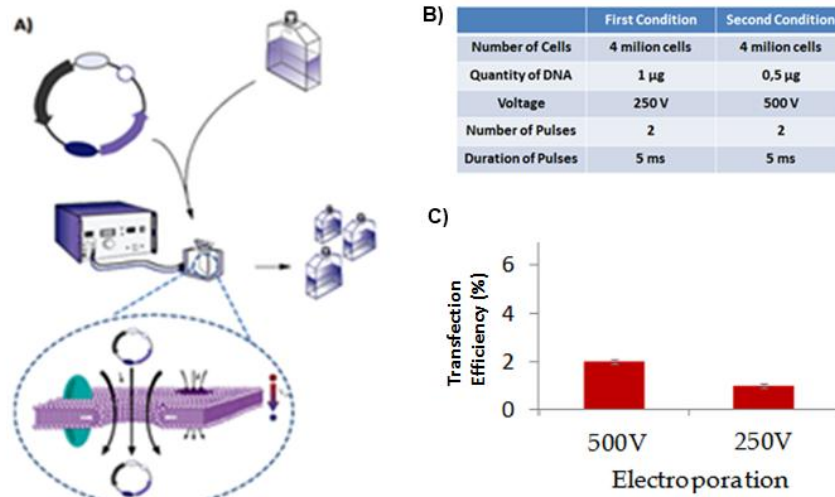 A)
B)
First Condition Second Condition
Number of Cells 4 milion cells 4 milion cells
Quantity of DNA 1 µg 0,5 µg
Voltage 250 V 500 V
Number of Pulses 2 2
Duration of Pulses 5 ms 5 ms
C)
Transfection
Efficiency (%)
6
4
2
0
500V 250V
Electroporation